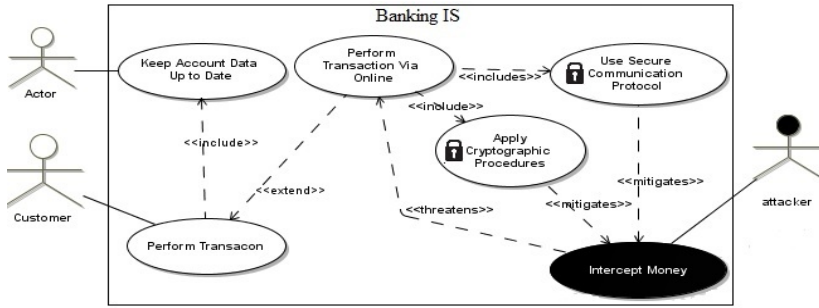 Banking IS
Keep Account Data
Up to Date
Perform
Transaction Via
Online
<<includes>>
Use Secure
Communication
Protocol
Actor
<<include>>
<<include>>
Apply
Cryptographic
Procedures
Customer
<<extend>>
<<threatens>>
<<mitigates>>
<<mitigates>>
attacker
Perform Transacon
Intercept Money